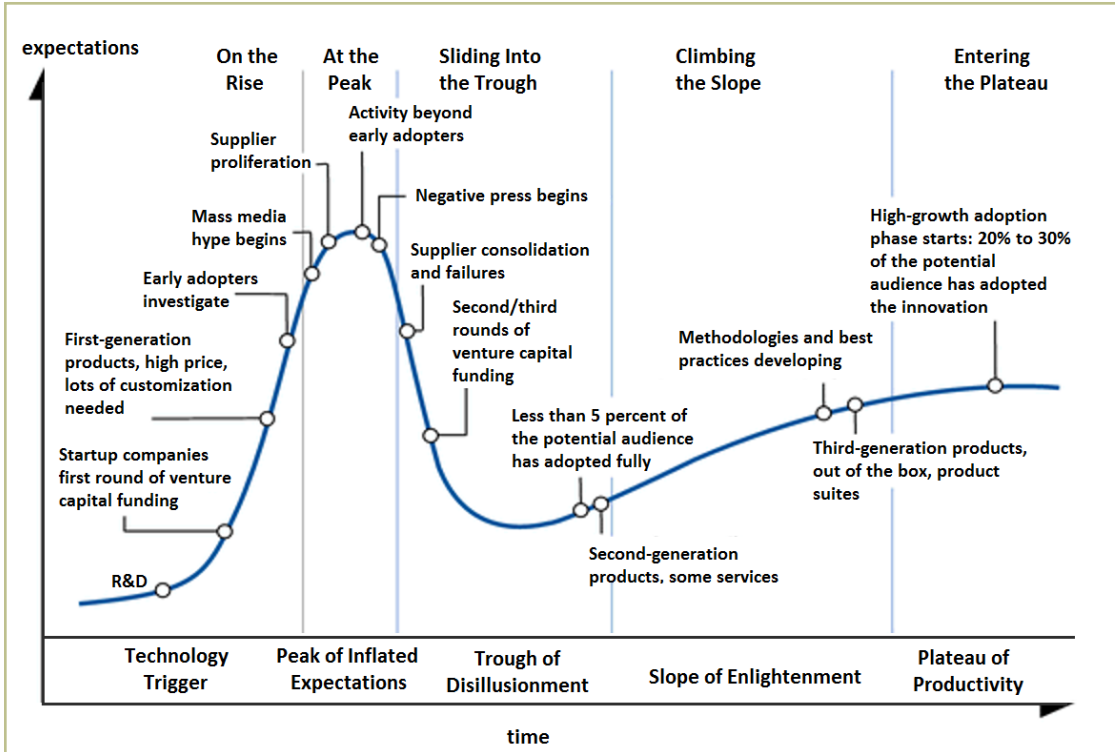 expectations
On the
Rise
At the
Peak
Sliding Into
the Trough
Climbing
the Slope
Entering
the Plateau
Activity beyond
early adopters
Supplier
proliferation
Negative press begins
Mass media
hype begins
Supplier consolidation
and failures
Early adopters
investigate
Second/third
rounds of
venture capital
funding
First-generation
products, high price,
lots of customization
needed
High-growth adoption
phase starts: 20% to 30%
of the potential
audience has adopted
the innovation
Methodologies and best
practices developing
Less than 5 percent of
the potential audience
has adopted fully
Startup companies
first round of venture
capital funding
Third-generation products,
out of the box, product
suites
Second-generation
products, some services
R&D
Technology
Trigger
Peak of Inflated
Expectations
Trough of
Disillusionment
Slope of Enlightenment
Plateau of
Productivity
time